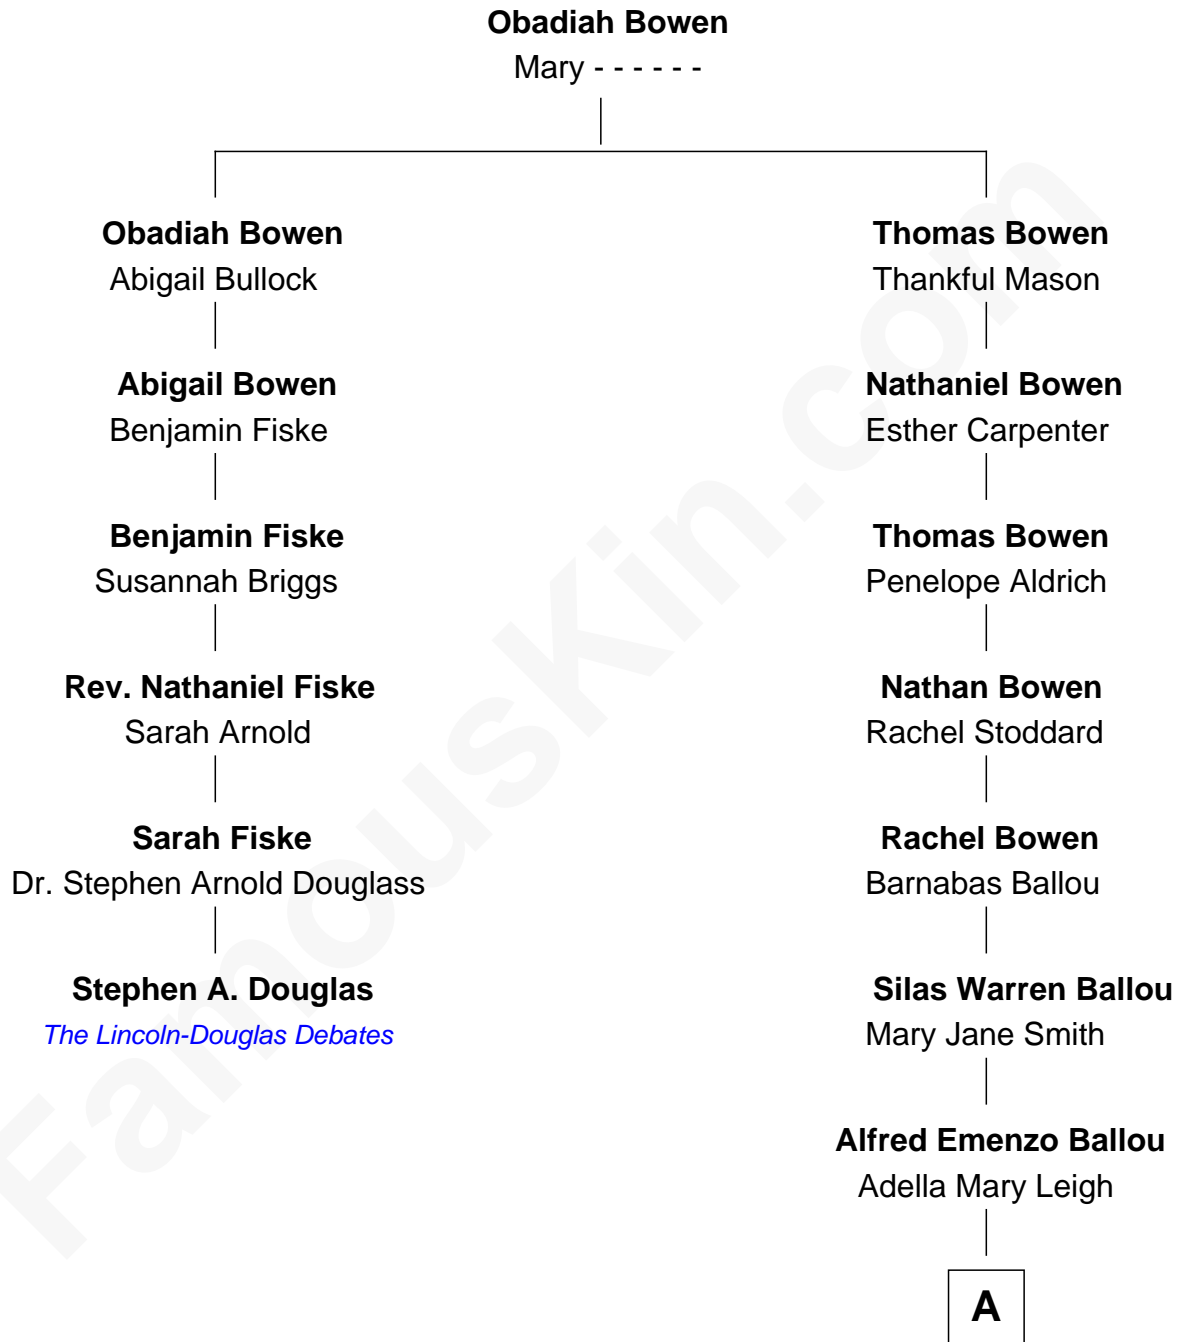 Obadiah Bowen
Mary - - - - - -
Obadiah Bowen
Abigail Bullock
Thomas Bowen
Thankful Mason
Abigail Bowen
Benjamin Fiske
Nathaniel Bowen
Esther Carpenter
Benjamin Fiske
Susannah Briggs
Thomas Bowen
Penelope Aldrich
Rev. Nathaniel Fiske
Sarah Arnold
Nathan Bowen
Rachel Stoddard
Sarah Fiske
Dr. Stephen Arnold Douglass
Rachel Bowen
Barnabas Ballou
Stephen A. Douglas
The Lincoln-Douglas Debates
Silas Warren Ballou
Mary Jane Smith
Alfred Emenzo Ballou
Adella Mary Leigh
A
FamousKin.com